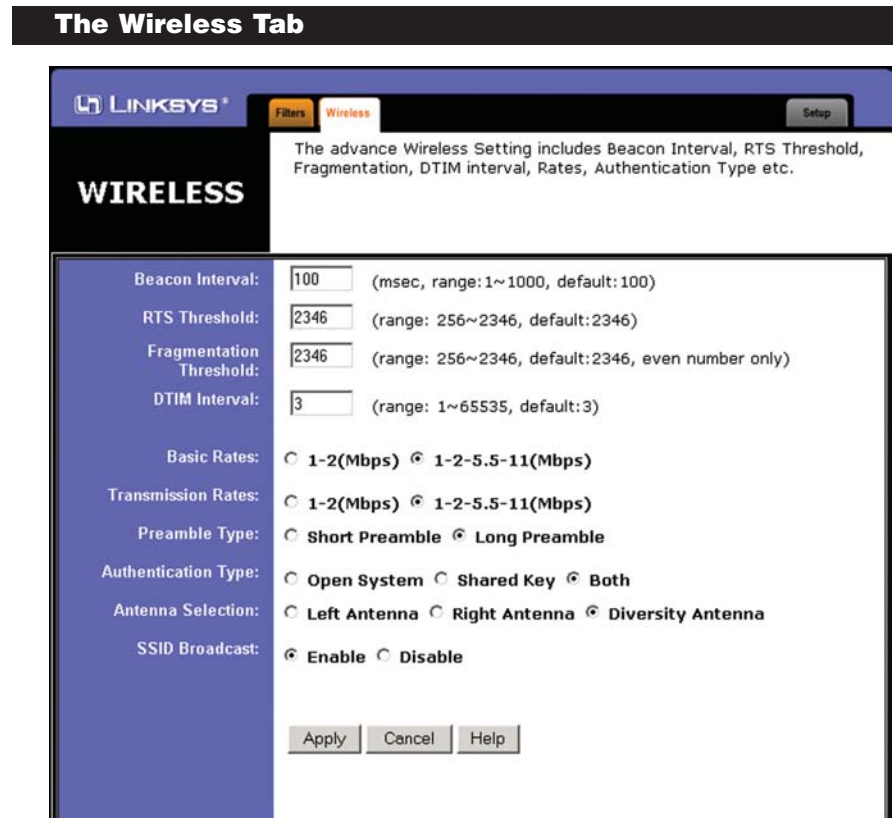 The Wireless Tab
LINKSYS®
Filters Wireless Setup
WIRELESS
The advance Wireless Setting includes Beacon Interval, RTS Threshold,
Fragmentation, DTIM interval, Rates, Authentication Type etc.
Beacon Interval: 100 (msec, range:1~1000, default:100)
RTS Threshold: 2346 (range: 256~2346, default:2346)
Fragmentation
Threshold: 2346 (range: 256~2346, default:2346, even number only)
DTIM Interval: 3 (range: 1~65535, default:3)
Basic Rates: 1-2(Mbps) 1-2-5.5-11(Mbps)
Transmission Rates: 1-2(Mbps) 1-2-5.5-11(Mbps)
Preamble Type: Short Preamble Long Preamble
Authentication Type: Open System Shared Key Both
Antenna Selection: Left Antenna Right Antenna Diversity Antenna
SSID Broadcast: Enable Disable
Apply Cancel Help